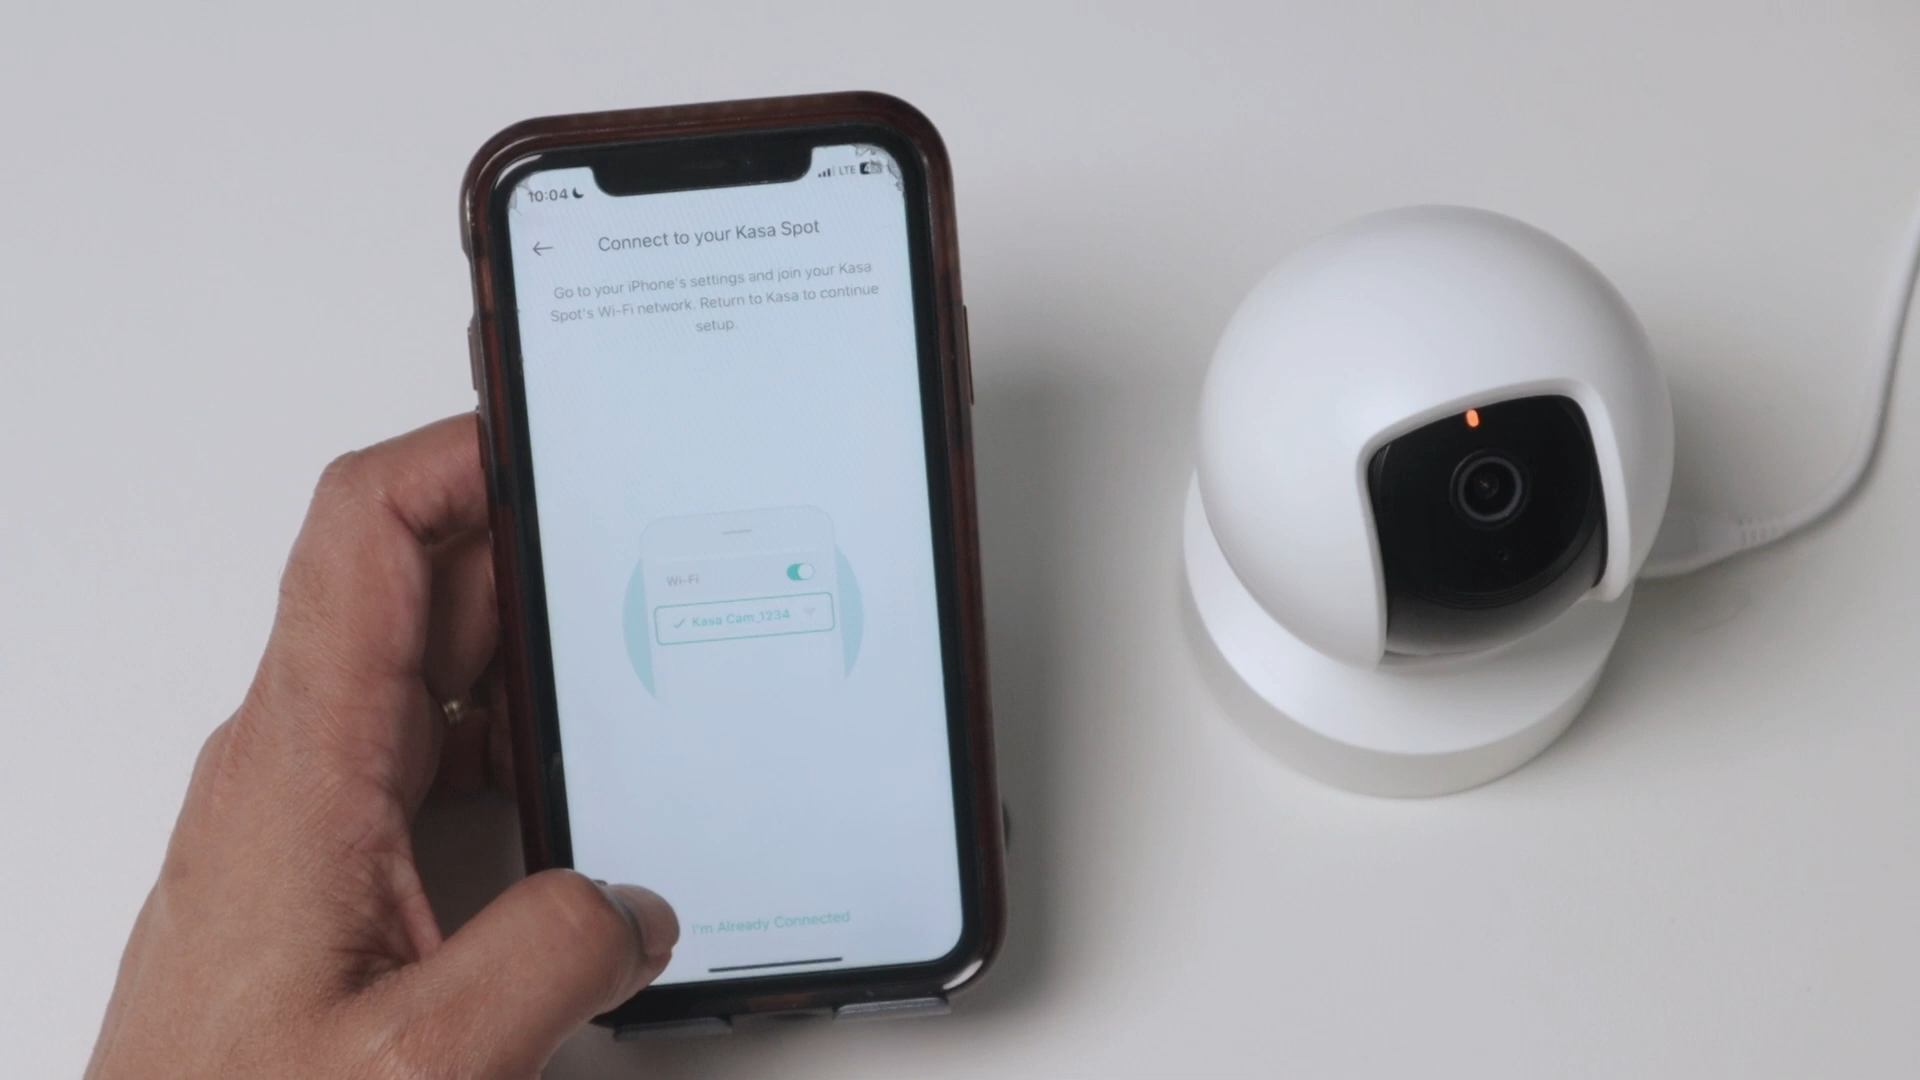 10:04
LTE
Connect to your Kasa Spot
Go to your iPhone's settings and join your Kasa
Spot's Wi-Fi network. Return to Kasa to continue
setup.
Wi-Fi
Kasa Cam_1234
I'm Already Connected